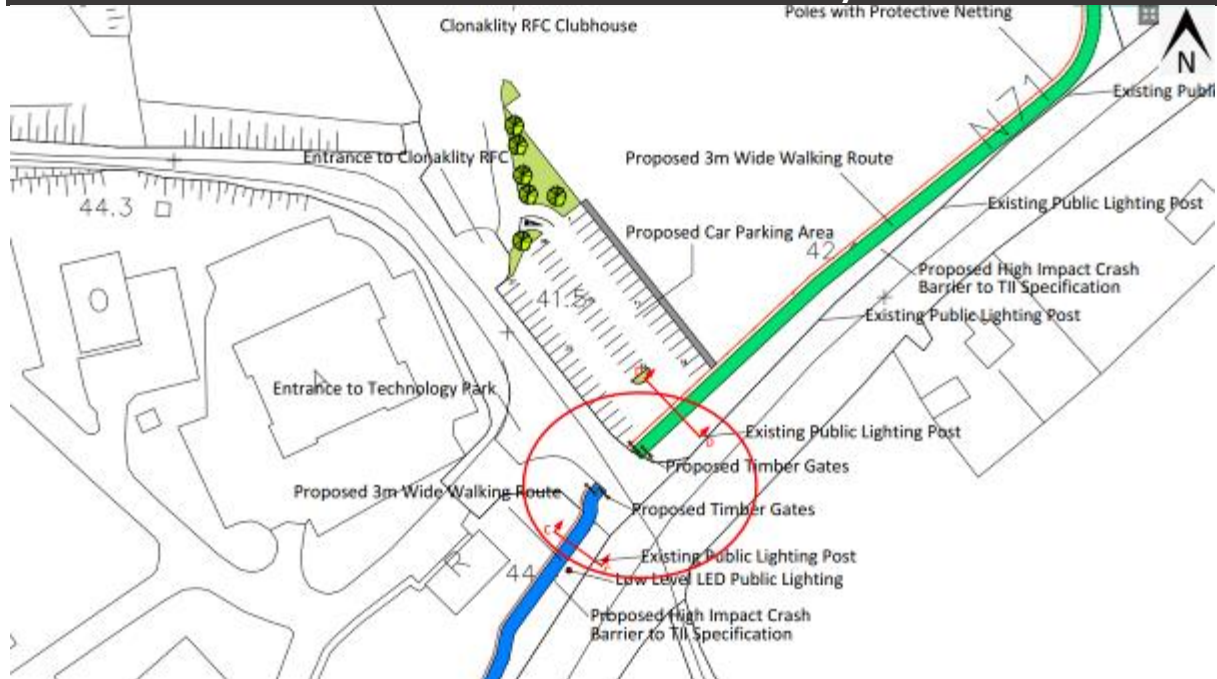 Clonaklity RFC Clubhouse
Poles with Protective Netting
N
Existing Publi
N71
Entrance to Clonaklity RFC
Proposed 3m Wide Walking Route
44.3
Existing Public Lighting Post
Proposed Car Parking Area
42
Proposed High Impact Crash
Barrier to TII Specification
41.5
Existing Public Lighting Post
Entrance to Technology Park
D
Existing Public Lighting Post
Proposed Timber Gates
Proposed 3m Wide Walking Route
Proposed Timber Gates
C
Existing Public Lighting Post
44
Low Level LED Public Lighting
Proposed High Impact Crash
Barrier to TII Specification